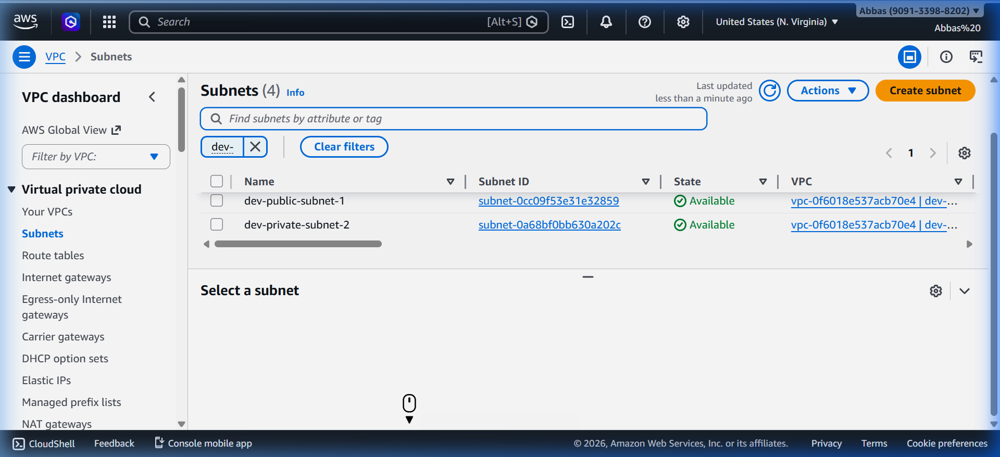 aws
Search
[Alt+S]
United States (N. Virginia)
Abbas (9091-3398-8202)
Abbas%20
VPC
Subnets
VPC dashboard
AWS Global View
Filter by VPC:
Virtual private cloud
Your VPCs
Subnets
Route tables
Internet gateways
Egress-only Internet
gateways
Carrier gateways
DHCP option sets
Elastic IPs
Managed prefix lists
NAT gateways
Subnets (4) Info
Last updated
less than a minute ago
Actions
Create subnet
Find subnets by attribute or tag
dev-
Clear filters
1
Name Subnet ID State VPC
dev-public-subnet-1 subnet-0cc09f53e31e32859 Available vpc-0f6018e537acb70e4 | dev-...
dev-private-subnet-2 subnet-0a68bf0bb630a202c Available vpc-0f6018e537acb70e4 | dev-...
Select a subnet
CloudShell Feedback Console mobile app © 2026, Amazon Web Services, Inc. or its affiliates. Privacy Terms Cookie preferences